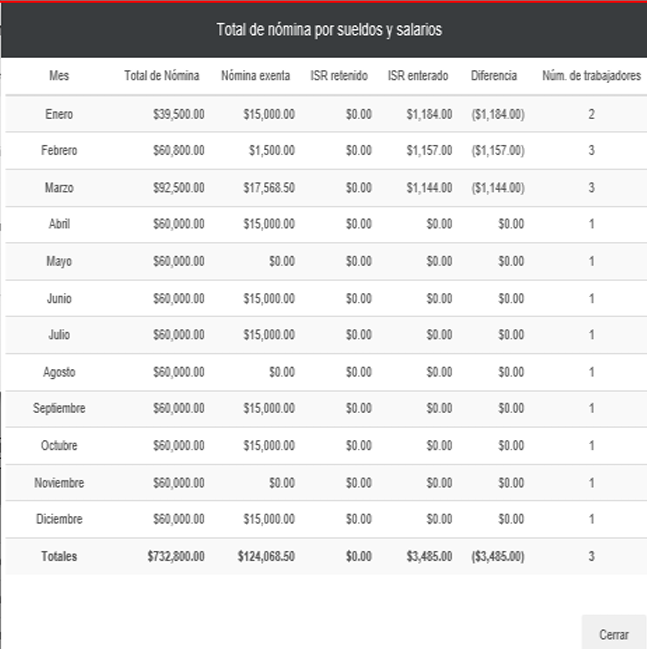 Total de nómina por sueldos y salarios
Mes Total de Nómina Nómina exenta ISR retenido ISR enterado Diferencia Núm. de trabajadores
Enero $39,500.00 $15,000.00 $0.00 $1,184.00 ($1,184.00) 2
Febrero $60,800.00 $1,500.00 $0.00 $1,157.00 ($1,157.00) 3
Marzo $92,500.00 $17,568.50 $0.00 $1,144.00 ($1,144.00) 3
Abril $60,000.00 $15,000.00 $0.00 $0.00 $0.00 1
Mayo $60,000.00 $0.00 $0.00 $0.00 $0.00 1
Junio $60,000.00 $15,000.00 $0.00 $0.00 $0.00 1
Julio $60,000.00 $15,000.00 $0.00 $0.00 $0.00 1
Agosto $60,000.00 $0.00 $0.00 $0.00 $0.00 1
Septiembre $60,000.00 $15,000.00 $0.00 $0.00 $0.00 1
Octubre $60,000.00 $15,000.00 $0.00 $0.00 $0.00 1
Noviembre $60,000.00 $0.00 $0.00 $0.00 $0.00 1
Diciembre $60,000.00 $15,000.00 $0.00 $0.00 $0.00 1
Totales $732,800.00 $124,068.50 $0.00 $3,485.00 ($3,485.00) 3
Cerrar